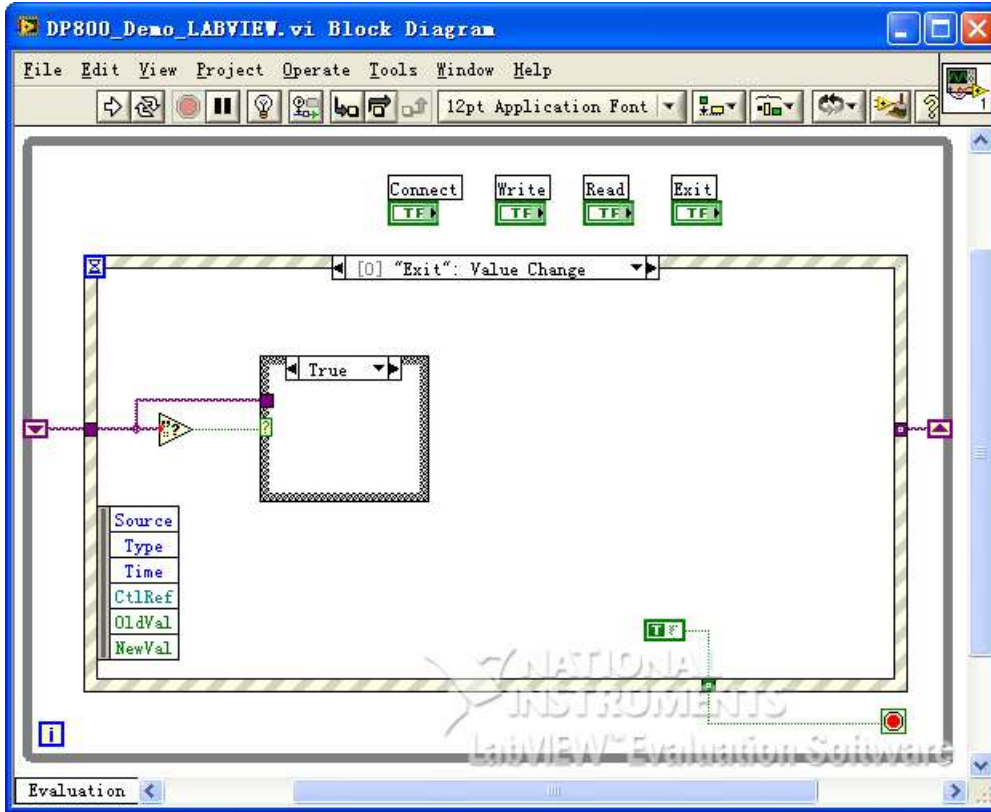 DP800_Demo_LABVIEW.vi Block Diagram
File Edit View Project Operate Tools Window Help
12pt Application Font
1
Connect Write Read Exit
TF TF TF TF
[0] "Exit": Value Change
True
?
?
Source
Type
Time
CtlRef
OldVal
NewVal
T F
NATIONAL
INSTRUMENTS
LabVIEW™ Evaluation Software
i
Evaluation